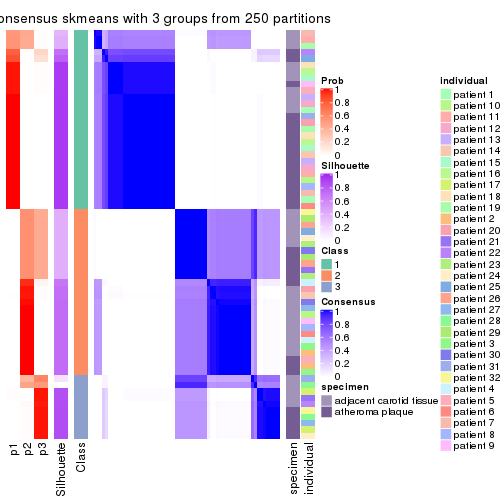 onsensus skmeans with 3 groups from 250 partitions
p1
p2
p3
Silhouette
Class
specimen
individual
Prob
1
0.8
0.6
0.4
0.2
0
Silhouette
1
0.8
0.6
0.4
0.2
0
Class
1
2
3
Consensus
1
0.8
0.6
0.4
0.2
0
specimen
adjacent carotid tissue
atheroma plaque
individual
patient 1
patient 10
patient 11
patient 12
patient 13
patient 14
patient 15
patient 16
patient 17
patient 18
patient 19
patient 2
patient 20
patient 21
patient 22
patient 23
patient 24
patient 25
patient 26
patient 27
patient 28
patient 29
patient 3
patient 30
patient 31
patient 32
patient 4
patient 5
patient 6
patient 7
patient 8
patient 9